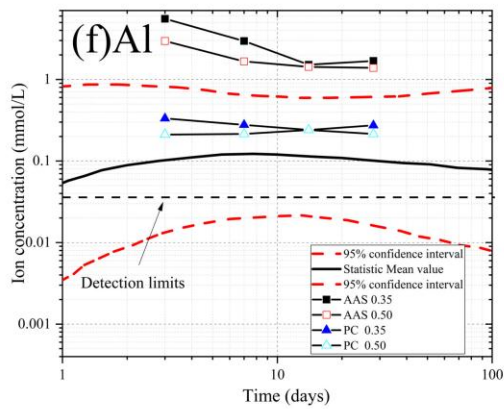 (f)Al
Ion concentration (mmol/L)
1
0.1
0.01
0.001
Detection limits
95% confidence interval
Statistic Mean value
95% confidence interval
AAS 0.35
AAS 0.50
PC 0.35
PC 0.50
1
10
100
Time (days)